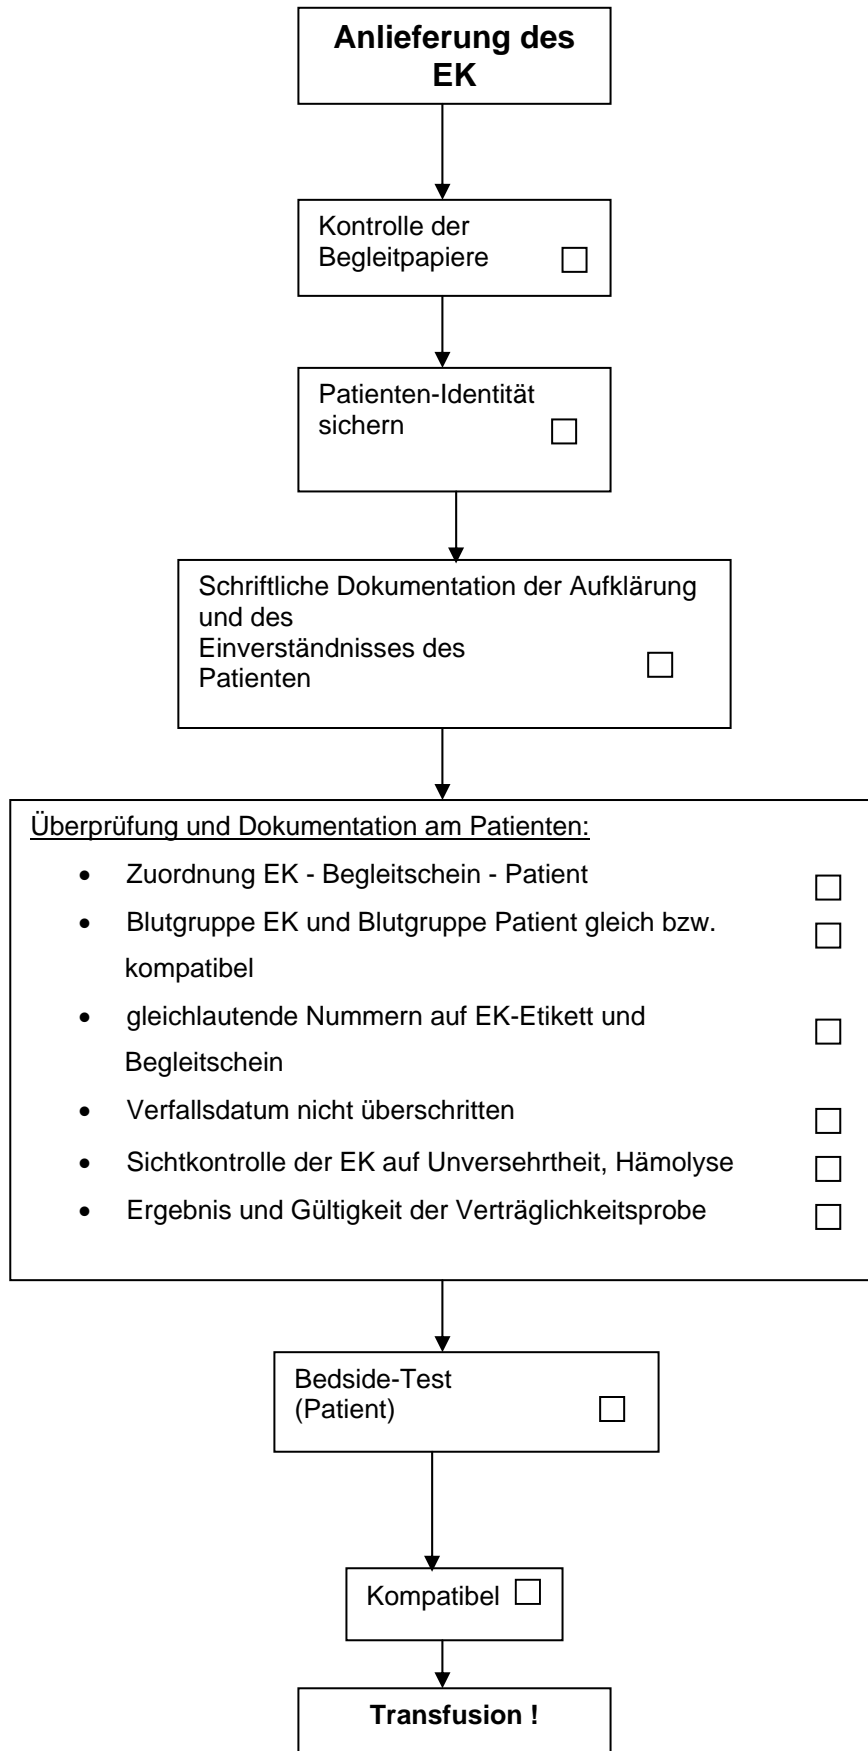 Anlieferung des
EK
Kontrolle der
Begleitpapiere
Patienten-Identität
sichern
Schriftliche Dokumentation der Aufklärung
und des
Einverständnisses des
Patienten
Überprüfung und Dokumentation am Patienten:
• Zuordnung EK - Begleitschein - Patient
• Blutgruppe EK und Blutgruppe Patient gleich bzw.
kompatibel
• gleichlautende Nummern auf EK-Etikett und
Begleitschein
• Verfallsdatum nicht überschritten
• Sichtkontrolle der EK auf Unversehrtheit, Hämolyse
• Ergebnis und Gültigkeit der Verträglichkeitsprobe
Bedside-Test
(Patient)
Kompatibel
Transfusion !